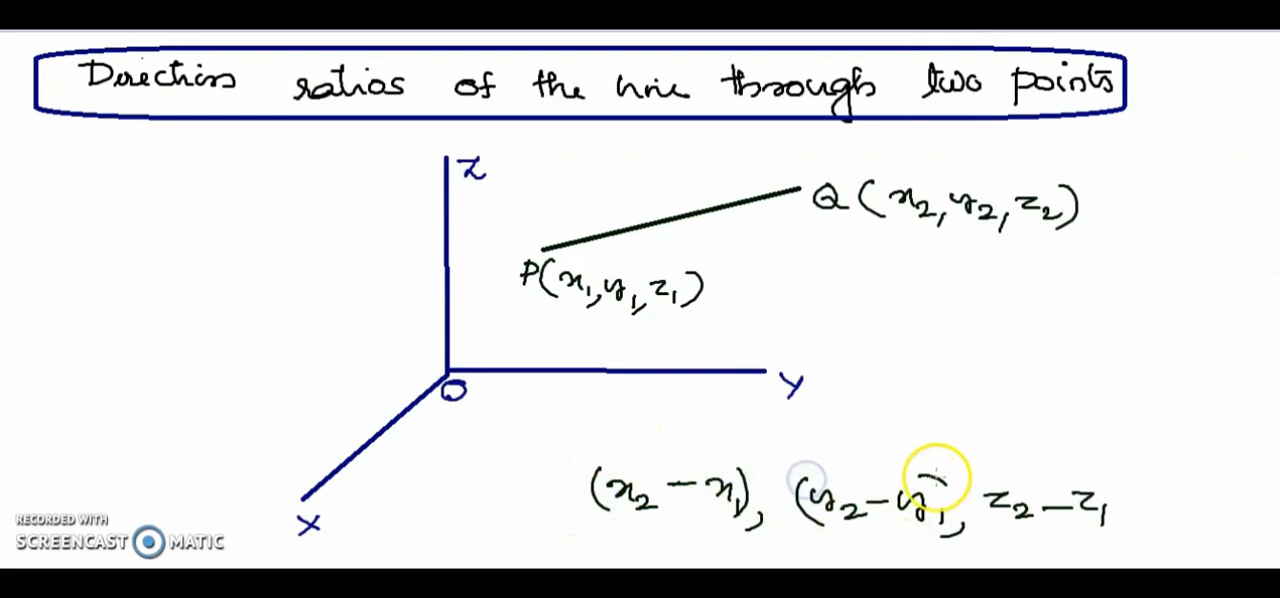 Direction ratios of the line through two points
Z
Q(x2, y2, z2)
P(x1, y1, z1)
O
Y
(x2 - x1), (y2 - y1, z2 - z1
X
RECORDED WITH
SCREENCAST MATIC